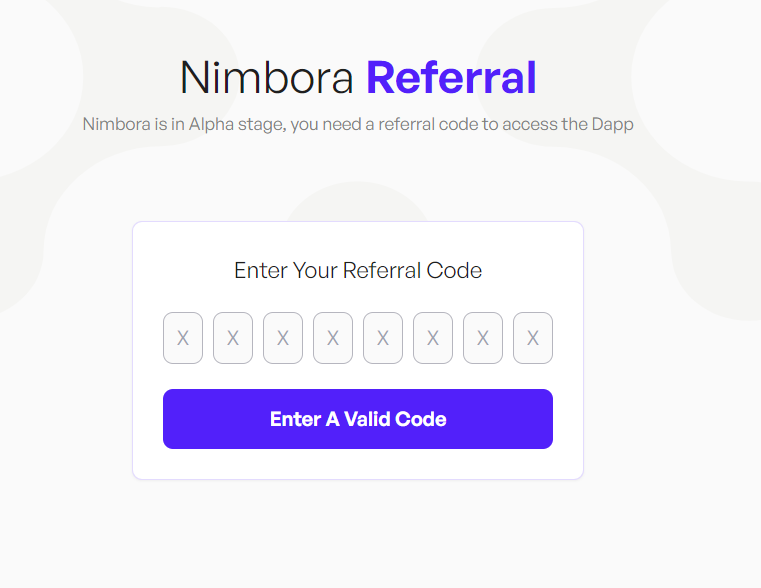 Nimbora Referral
Nimbora is in Alpha stage, you need a referral code to access the Dapp
Enter Your Referral Code
X X X X X X X X
Enter A Valid Code